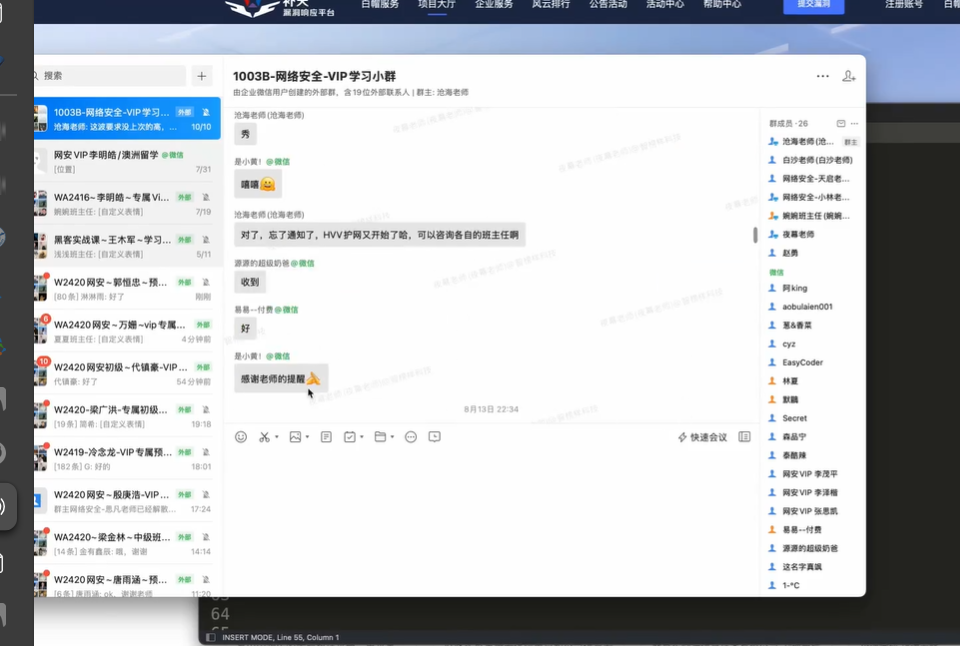 补天
漏洞响应平台
白帽服务
项目大厅
企业服务
风云排行
公告活动
活动中心
帮助中心
提交漏洞
注册账号
搜索
1003B-网络安全-VIP学习... 外部
沧海老师: 这波要求没上次的高, ... 10/10
网安VIP李明皓/澳洲留学 @微信
[位置] 7/31
WA2416~李明皓~专属Vi... 外部
婉婉班主任: [自定义表情] 7/19
黑客实战课~王木军~学习... 外部
浅浅班主任: [自定义表情] 5/11
W2420网安~郭恒忠~预... 外部
[80条] 淋淋雨: 好了 刚刚
WA2420网安~万姗~vip专属... 外部
夏夏班主任: [自定义表情] 4分钟前
W2420网安初级~代镇豪-VIP... 外部
代镇豪: 好了 54分钟前
W2420-梁广洪-专属初级... 外部
[19条] 简希: [自定义表情] 19:18
W2419-冷念龙-VIP专属预... 外部
[182条] G: 好的 18:01
W2420网安~殷庚浩-VIP... 外部
群主网络安全-思凡老师已经解散... 17:24
WA2420~梁金林~中级班... 外部
[14条] 金有鑫辰: 哦, 谢谢 14:14
W2420网安~唐雨涵~预... 外部
[6条] 唐雨涵: ok, 谢谢老师 11:20
1003B-网络安全-VIP学习小群
由企业微信用户创建的外部群, 含19位外部联系人 | 群主: 沧海老师
沧海老师(沧海老师)
秀
是小黄! @微信
嘻嘻
沧海老师(沧海老师)
对了, 忘了通知了, HVV护网又开始了哈, 可以咨询各自的班主任啊
源源的超级奶爸@微信
收到
易易--付费@微信
好
是小黄! @微信
感谢老师的提醒
8月13日 22:34
快速会议
群成员·26
沧海老师(沧... 群主
白沙老师(白沙老师)
网络安全-天启老...
网络安全-小林老...
婉婉班主任(婉婉...
夜幕老师
赵勇
微信
阿king
aobulaien001
葱&香菜
cyz
EasyCoder
林夏
默鶸
Secret
森品宁
泰酷辣
网安VIP 李茂平
网安VIP 李泽楷
网安VIP 张恩凯
易易--付费
源源的超级奶爸
这名字真飒
1-℃
64
INSERT MODE, Line 55, Column 1